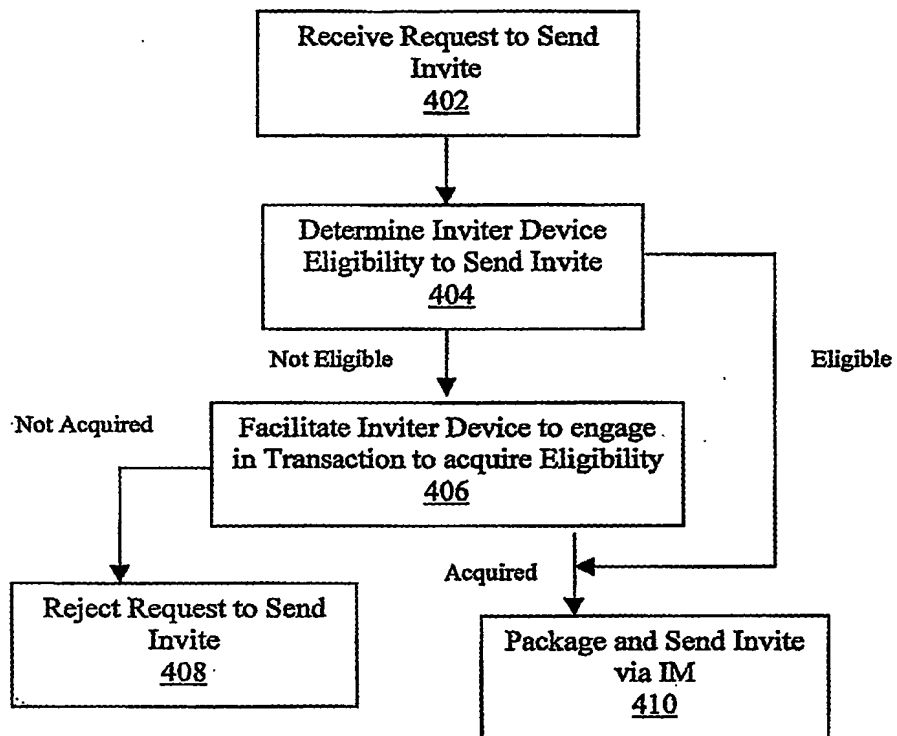 Receive Request to Send
Invite
402
Determine Inviter Device
Eligibility to Send Invite
404
Not Eligible
Eligible
Not Acquired
Facilitate Inviter Device to engage
in Transaction to acquire Eligibility
406
Acquired
Reject Request to Send
Invite
408
Package and Send Invite
via IM
410